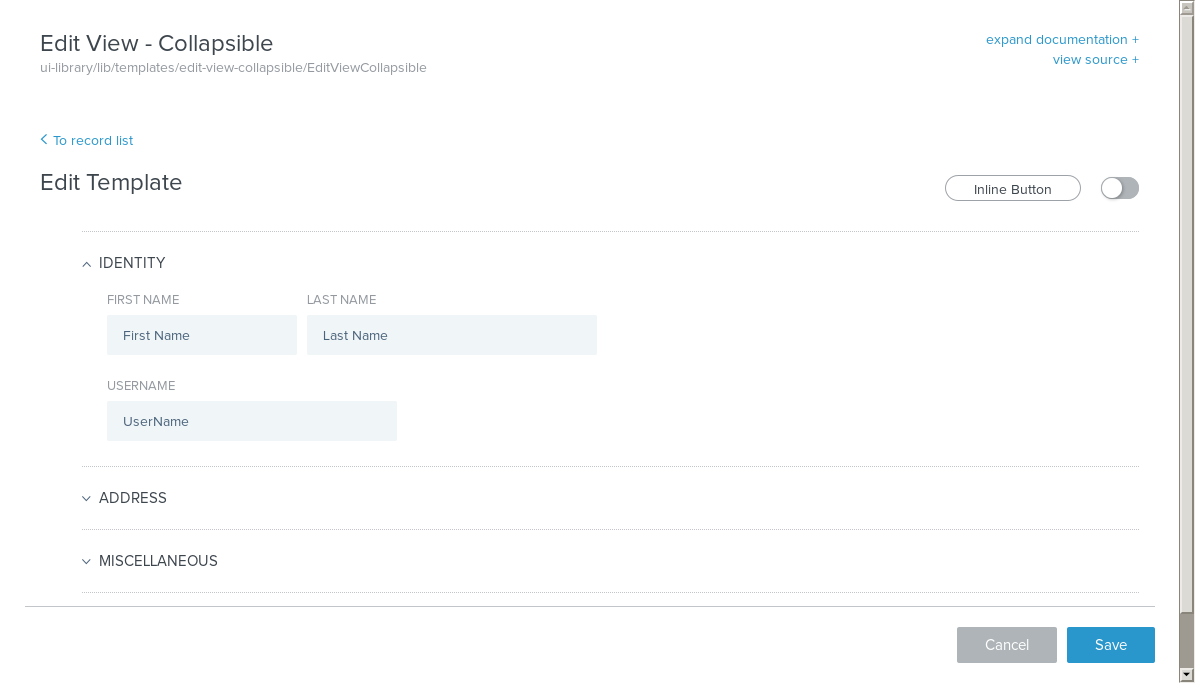 Edit View - Collapsible
expand documentation +
ui-library/lib/templates/edit-view-collapsible/EditViewCollapsible
view source +
To record list
Edit Template
Inline Button
IDENTITY
FIRST NAME LAST NAME
First Name Last Name
USERNAME
UserName
ADDRESS
MISCELLANEOUS
Cancel Save